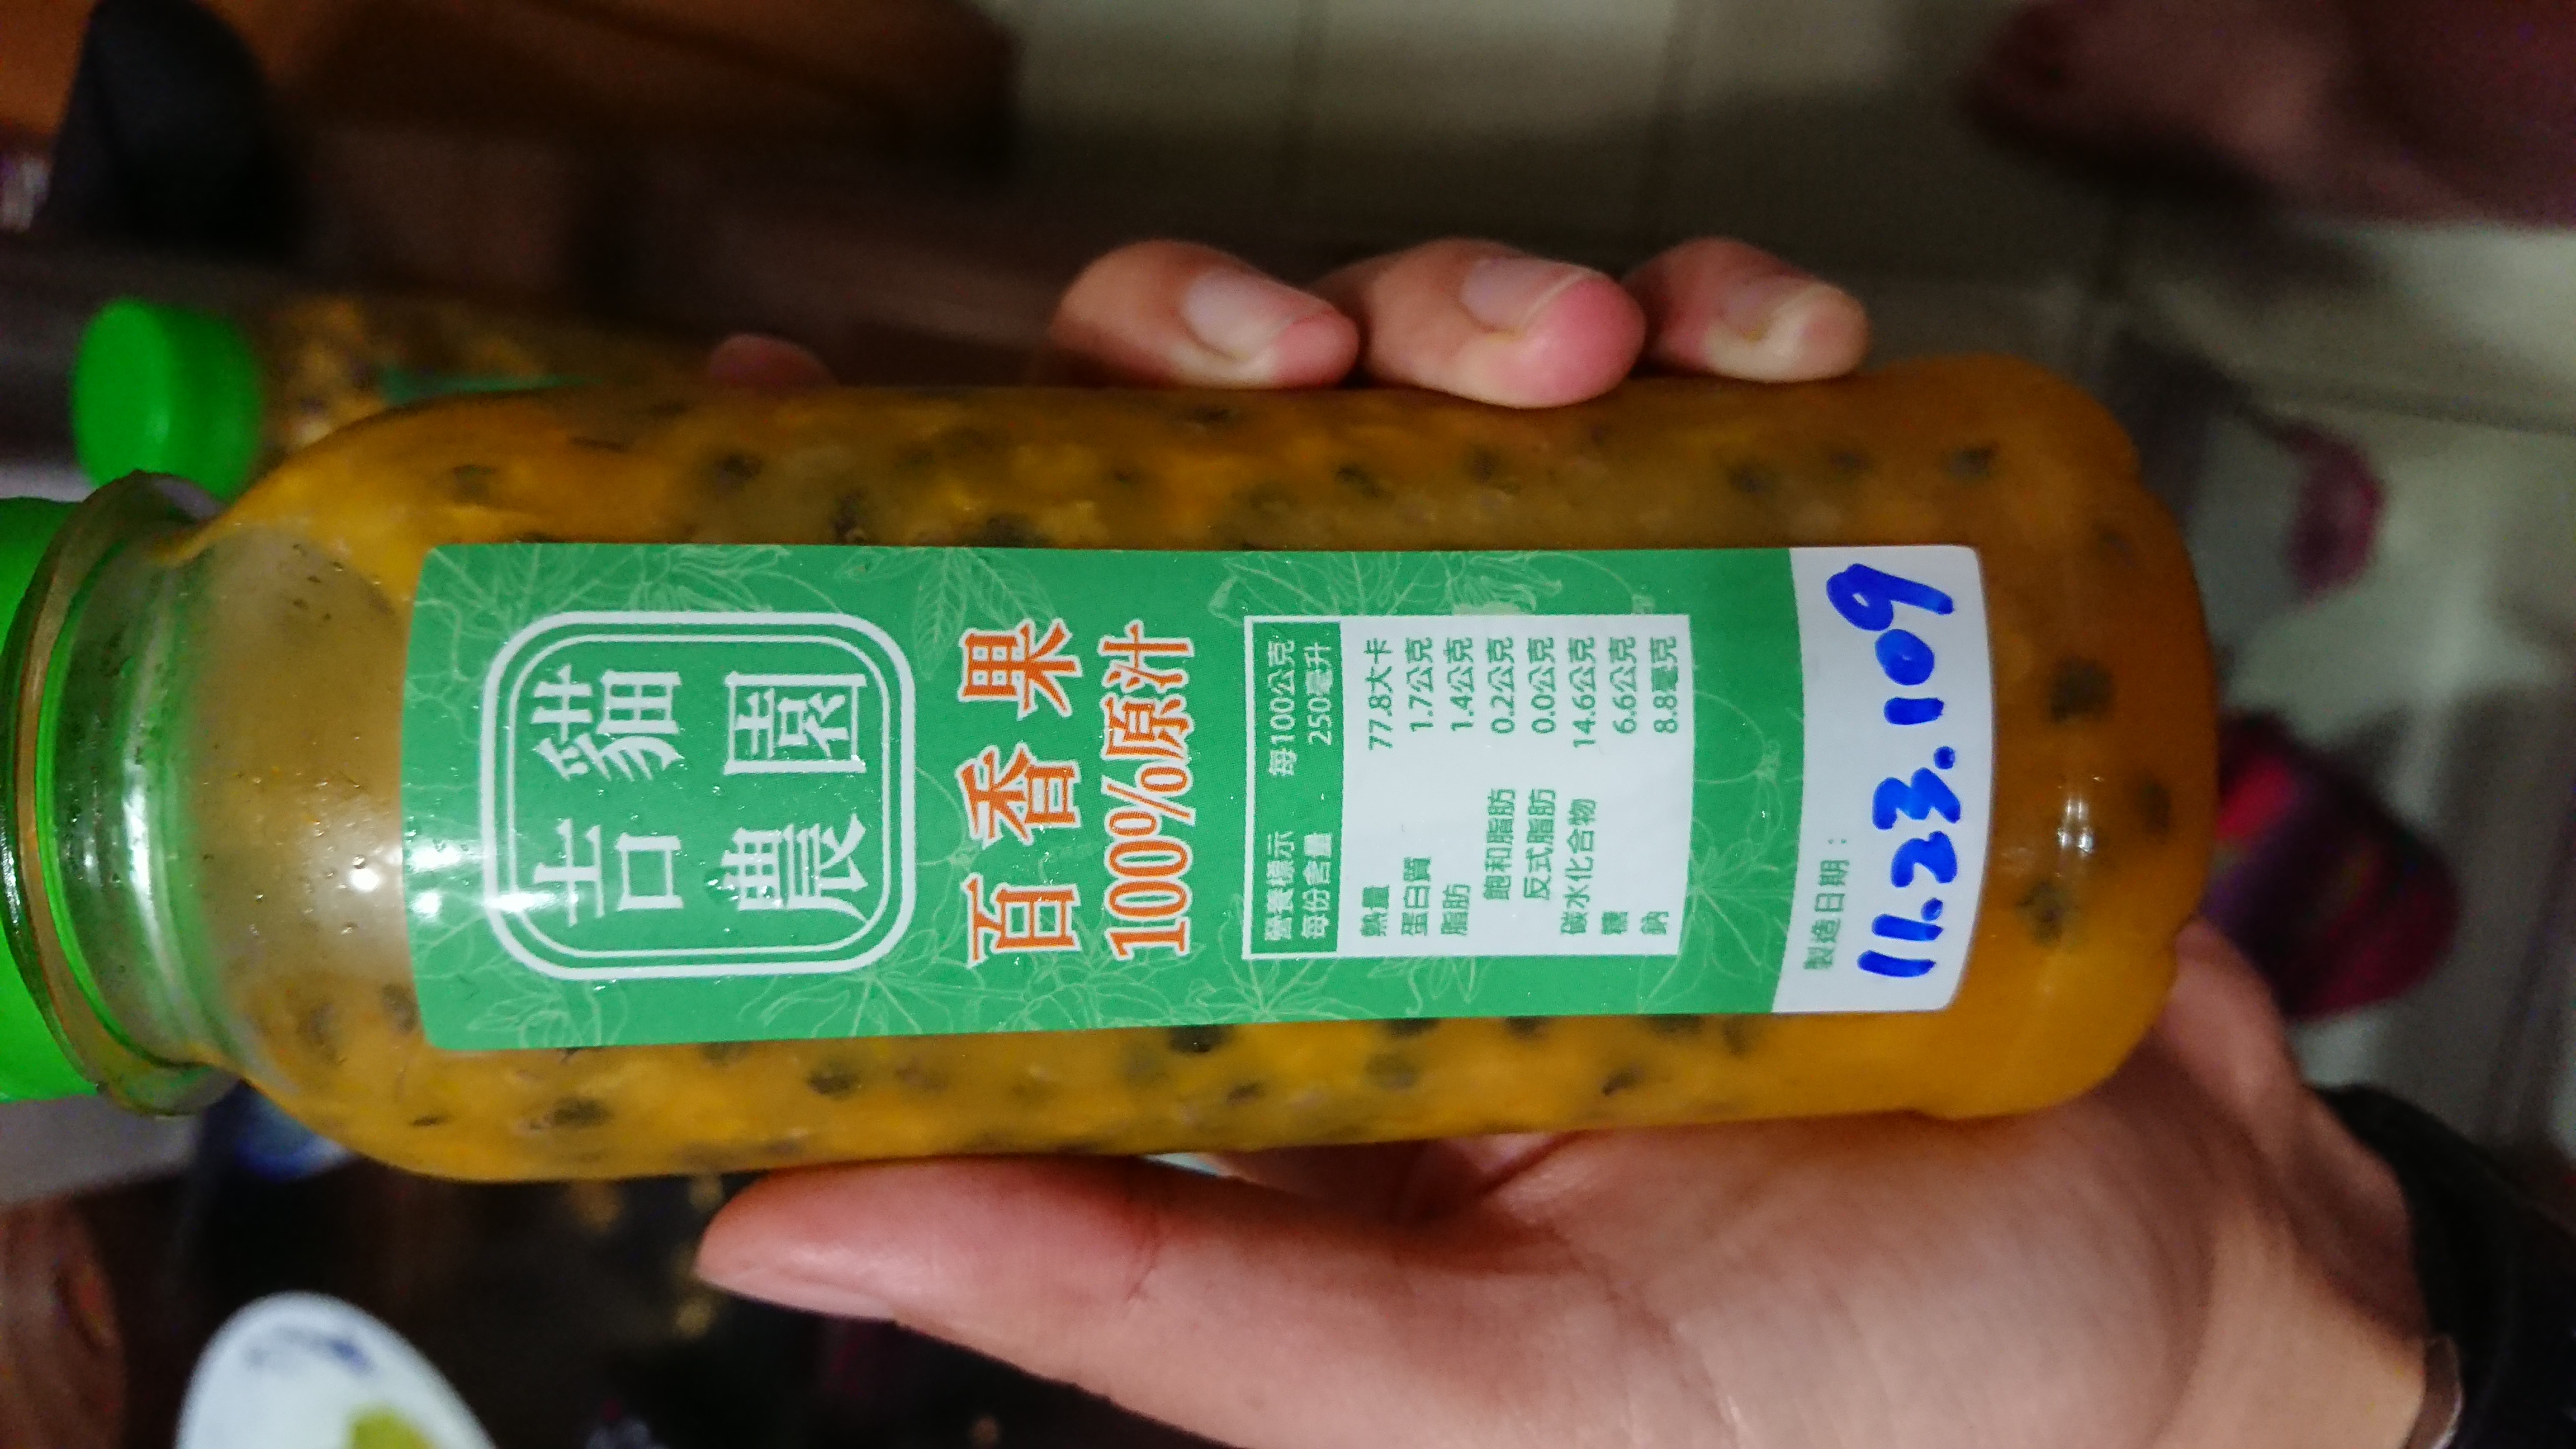 吉貓
農園
百香果
100%原汁
營養標示 每100公克
每份含量 250毫升
熱量 77.8大卡
蛋白質 1.7公克
脂肪 1.4公克
飽和脂肪 0.2公克
反式脂肪 0.0公克
碳水化合物 14.6公克
糖 6.6公克
鈉 8.8毫克
製造日期：
11.23.109